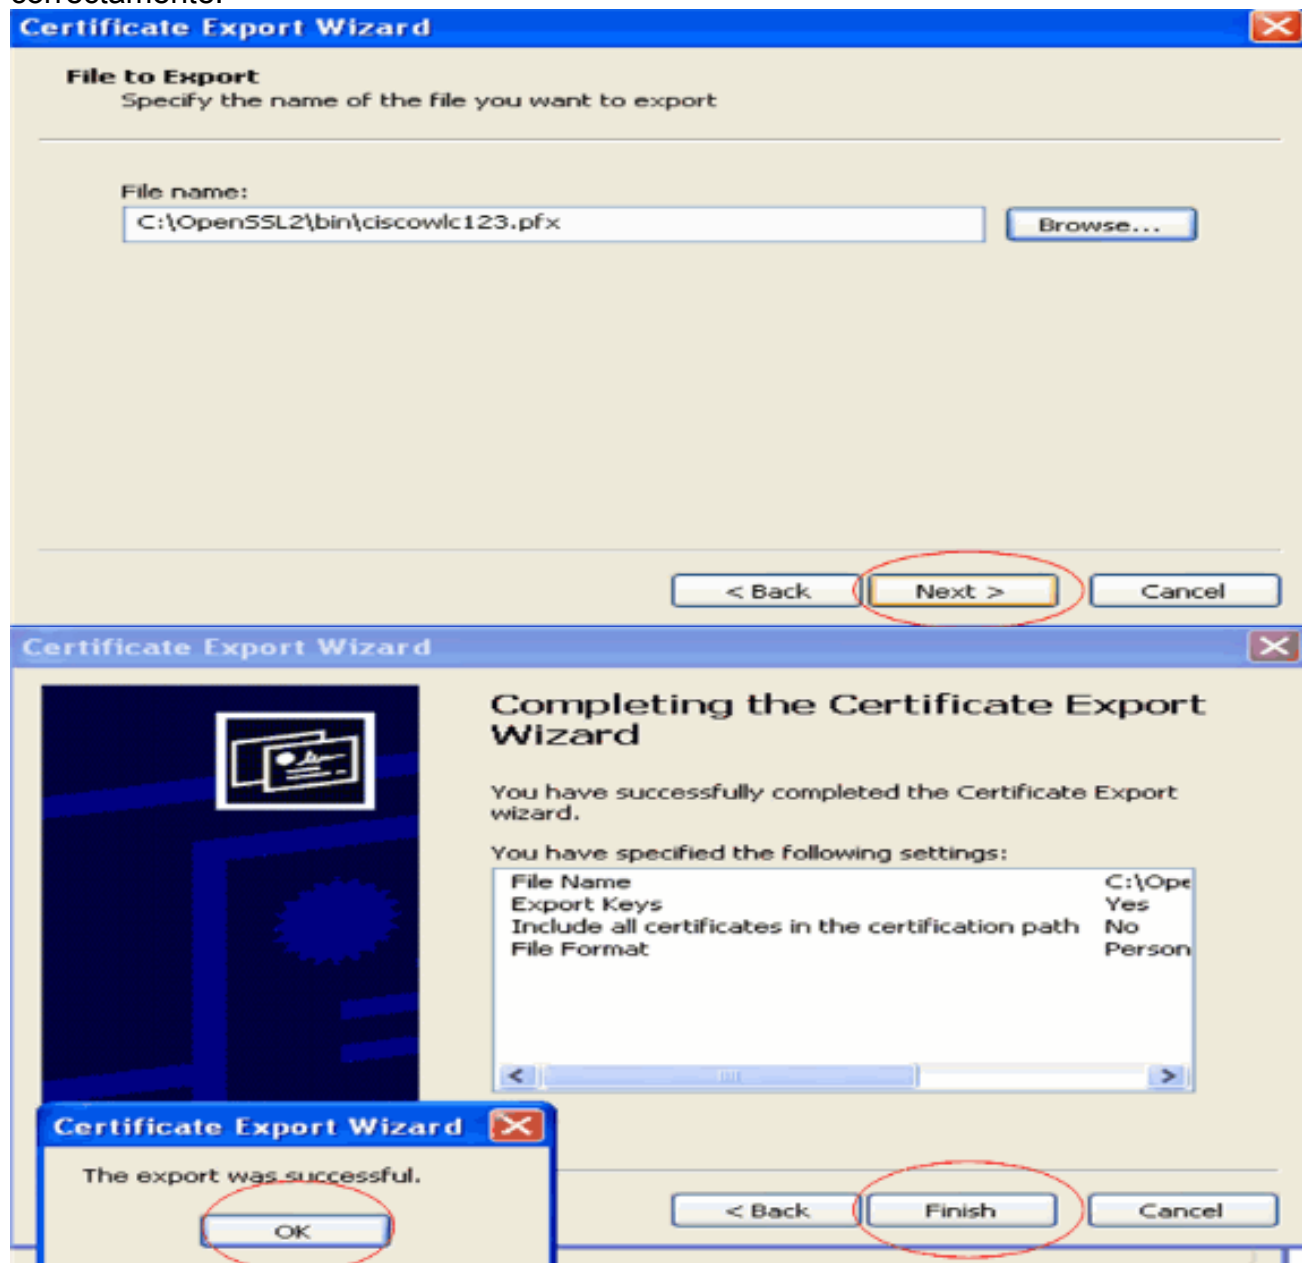 correctamente.
Certificate Export Wizard
File to Export
Specify the name of the file you want to export
File name:
C:\OpenSSL2\bin\ciscowlc123.pfx
Browse...
< Back
Next >
Cancel
Certificate Export Wizard
Completing the Certificate Export
Wizard
You have successfully completed the Certificate Export
wizard.
You have specified the following settings:
File Name C:\Ope
Export Keys Yes
Include all certificates in the certification path No
File Format Person
Certificate Export Wizard
The export was successful.
OK
< Back
Finish
Cancel